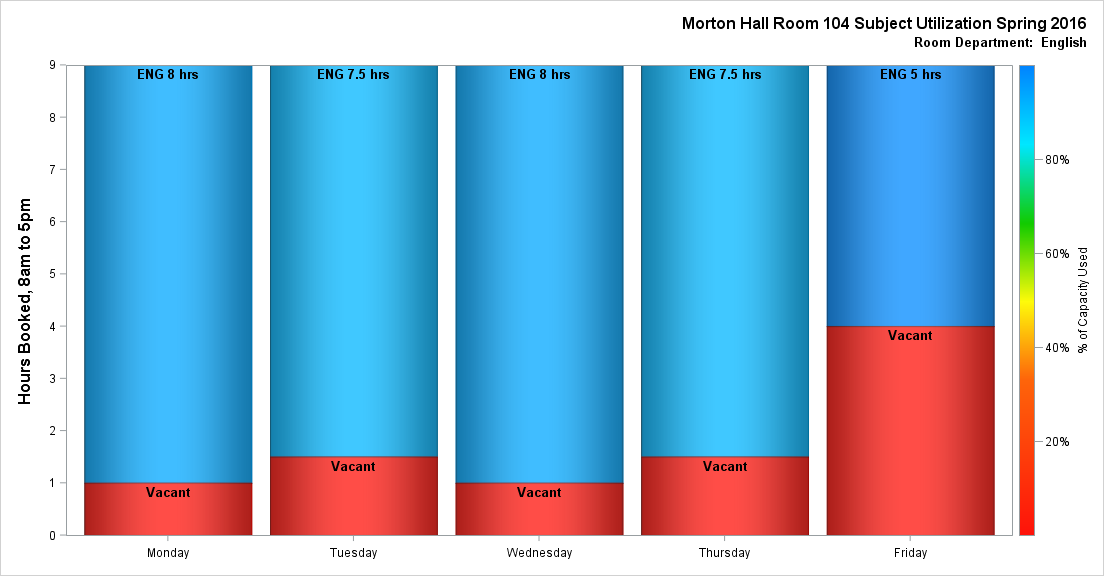 Morton Hall Room 104 Subject Utilization Spring 2016
Room Department:  English
Hours Booked, 8am to 5pm
9
8
7
6
5
4
3
2
1
0
ENG 8 hrs
ENG 7.5 hrs
ENG 8 hrs
ENG 7.5 hrs
ENG 5 hrs
Vacant
Vacant
Vacant
Vacant
Vacant
Monday
Tuesday
Wednesday
Thursday
Friday
80%
60%
40%
20%
% of Capacity Used